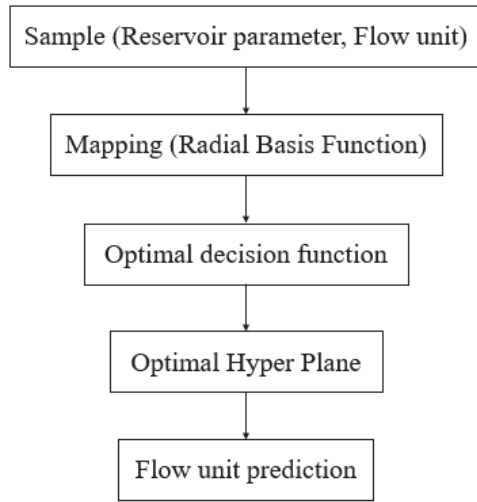 Sample (Reservoir parameter, Flow unit)
Mapping (Radial Basis Function)
Optimal decision function
Optimal Hyper Plane
Flow unit prediction